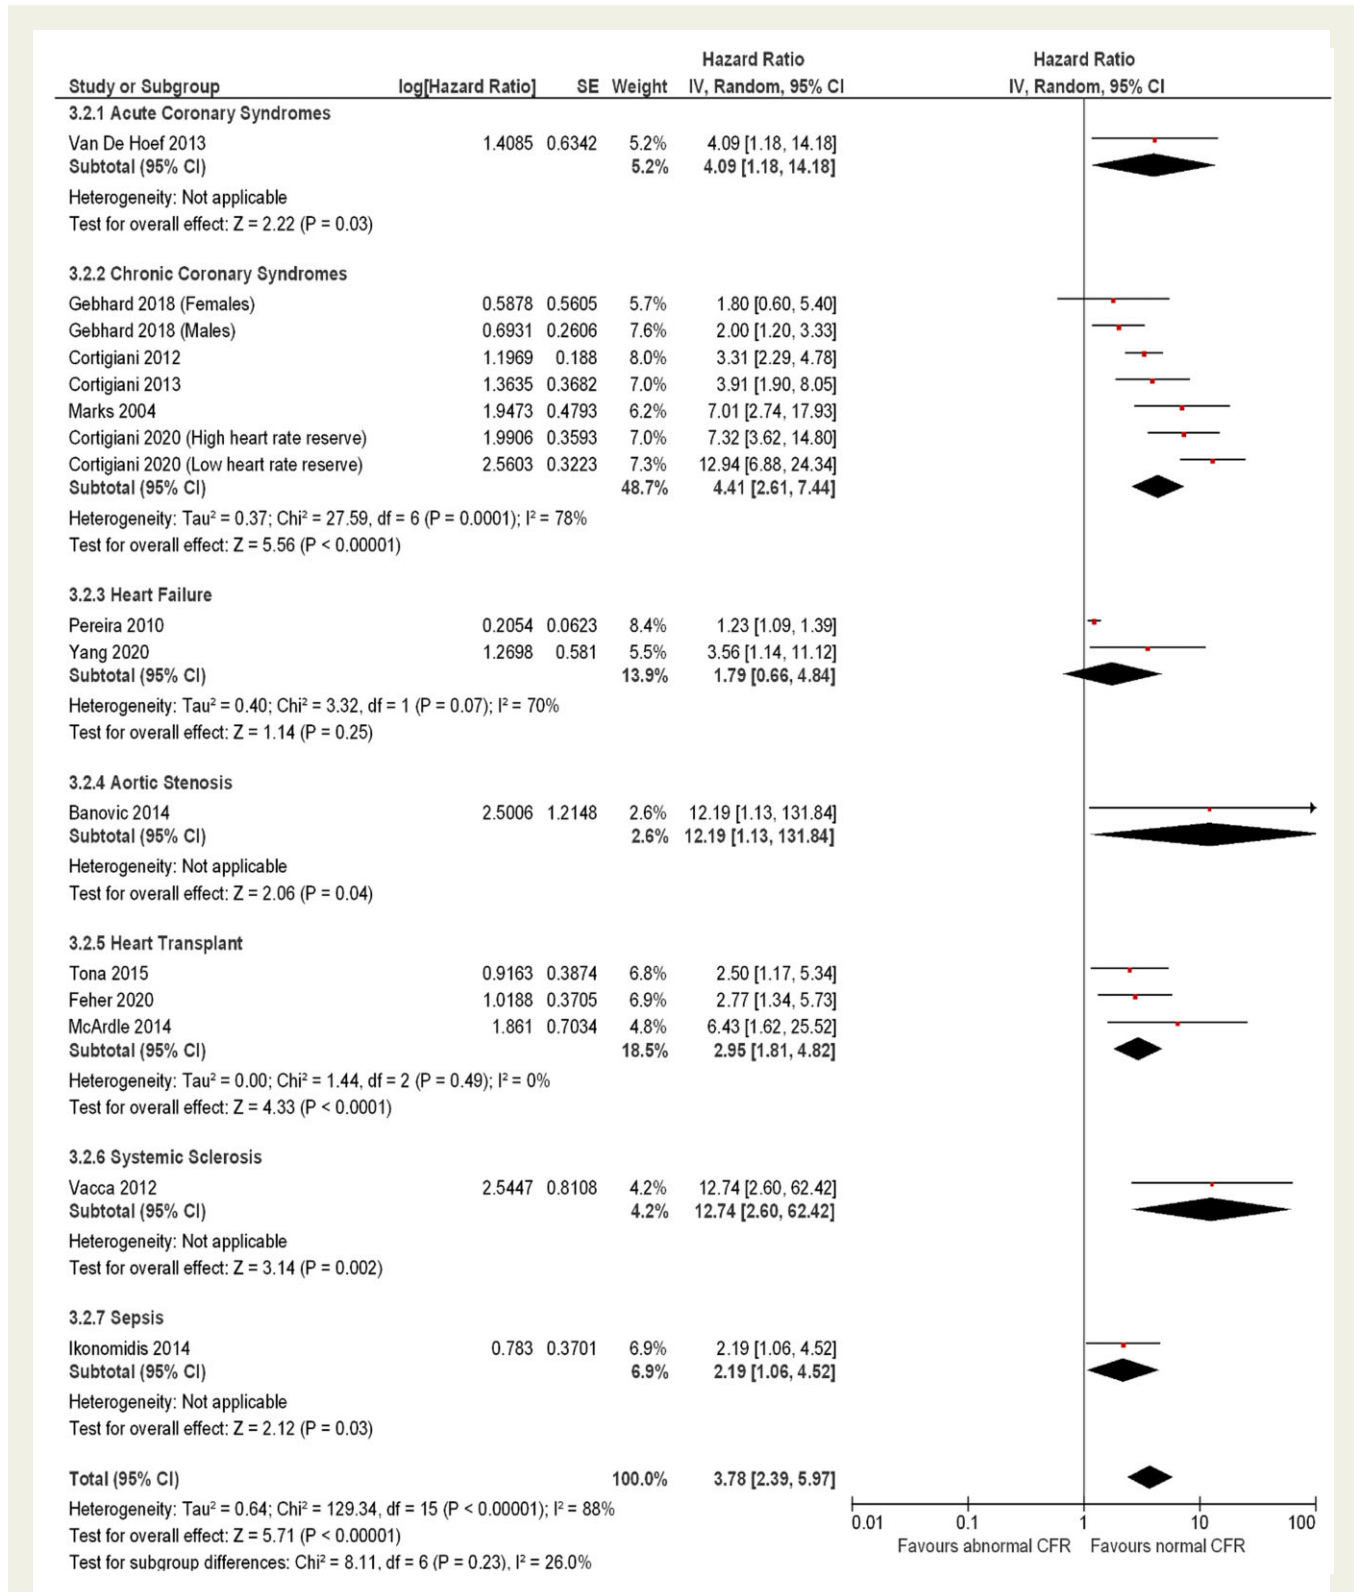 Hazard Ratio Hazard Ratio
Study or Subgroup log[Hazard Ratio] SE Weight IV, Random, 95% CI IV, Random, 95% CI
3.2.1 Acute Coronary Syndromes
Van De Hoef 2013 1.4085 0.6342 5.2% 4.09 [1.18, 14.18]
Subtotal (95% CI) 5.2% 4.09 [1.18, 14.18]
Heterogeneity: Not applicable
Test for overall effect: Z = 2.22 (P = 0.03)
3.2.2 Chronic Coronary Syndromes
Gebhard 2018 (Females) 0.5878 0.5605 5.7% 1.80 [0.60, 5.40]
Gebhard 2018 (Males) 0.6931 0.2606 7.6% 2.00 [1.20, 3.33]
Cortigiani 2012 1.1969 0.188 8.0% 3.31 [2.29, 4.78]
Cortigiani 2013 1.3635 0.3682 7.0% 3.91 [1.90, 8.05]
Marks 2004 1.9473 0.4793 6.2% 7.01 [2.74, 17.93]
Cortigiani 2020 (High heart rate reserve) 1.9906 0.3593 7.0% 7.32 [3.62, 14.80]
Cortigiani 2020 (Low heart rate reserve) 2.5603 0.3223 7.3% 12.94 [6.88, 24.34]
Subtotal (95% CI) 48.7% 4.41 [2.61, 7.44]
Heterogeneity: Tau² = 0.37; Chi² = 27.59, df = 6 (P = 0.0001); I² = 78%
Test for overall effect: Z = 5.56 (P < 0.00001)
3.2.3 Heart Failure
Pereira 2010 0.2054 0.0623 8.4% 1.23 [1.09, 1.39]
Yang 2020 1.2698 0.581 5.5% 3.56 [1.14, 11.12]
Subtotal (95% CI) 13.9% 1.79 [0.66, 4.84]
Heterogeneity: Tau² = 0.40; Chi² = 3.32, df = 1 (P = 0.07); I² = 70%
Test for overall effect: Z = 1.14 (P = 0.25)
3.2.4 Aortic Stenosis
Banovic 2014 2.5006 1.2148 2.6% 12.19 [1.13, 131.84]
Subtotal (95% CI) 2.6% 12.19 [1.13, 131.84]
Heterogeneity: Not applicable
Test for overall effect: Z = 2.06 (P = 0.04)
3.2.5 Heart Transplant
Tona 2015 0.9163 0.3874 6.8% 2.50 [1.17, 5.34]
Feher 2020 1.0188 0.3705 6.9% 2.77 [1.34, 5.73]
McArdle 2014 1.861 0.7034 4.8% 6.43 [1.62, 25.52]
Subtotal (95% CI) 18.5% 2.95 [1.81, 4.82]
Heterogeneity: Tau² = 0.00; Chi² = 1.44, df = 2 (P = 0.49); I² = 0%
Test for overall effect: Z = 4.33 (P < 0.0001)
3.2.6 Systemic Sclerosis
Vacca 2012 2.5447 0.8108 4.2% 12.74 [2.60, 62.42]
Subtotal (95% CI) 4.2% 12.74 [2.60, 62.42]
Heterogeneity: Not applicable
Test for overall effect: Z = 3.14 (P = 0.002)
3.2.7 Sepsis
Ikonomidis 2014 0.783 0.3701 6.9% 2.19 [1.06, 4.52]
Subtotal (95% CI) 6.9% 2.19 [1.06, 4.52]
Heterogeneity: Not applicable
Test for overall effect: Z = 2.12 (P = 0.03)
Total (95% CI) 100.0% 3.78 [2.39, 5.97]
Heterogeneity: Tau² = 0.64; Chi² = 129.34, df = 15 (P < 0.00001); I² = 88%
Test for overall effect: Z = 5.71 (P < 0.00001)
Test for subgroup differences: Chi² = 8.11, df = 6 (P = 0.23), I² = 26.0%
0.01 0.1 1 10 100
Favours abnormal CFR Favours normal CFR